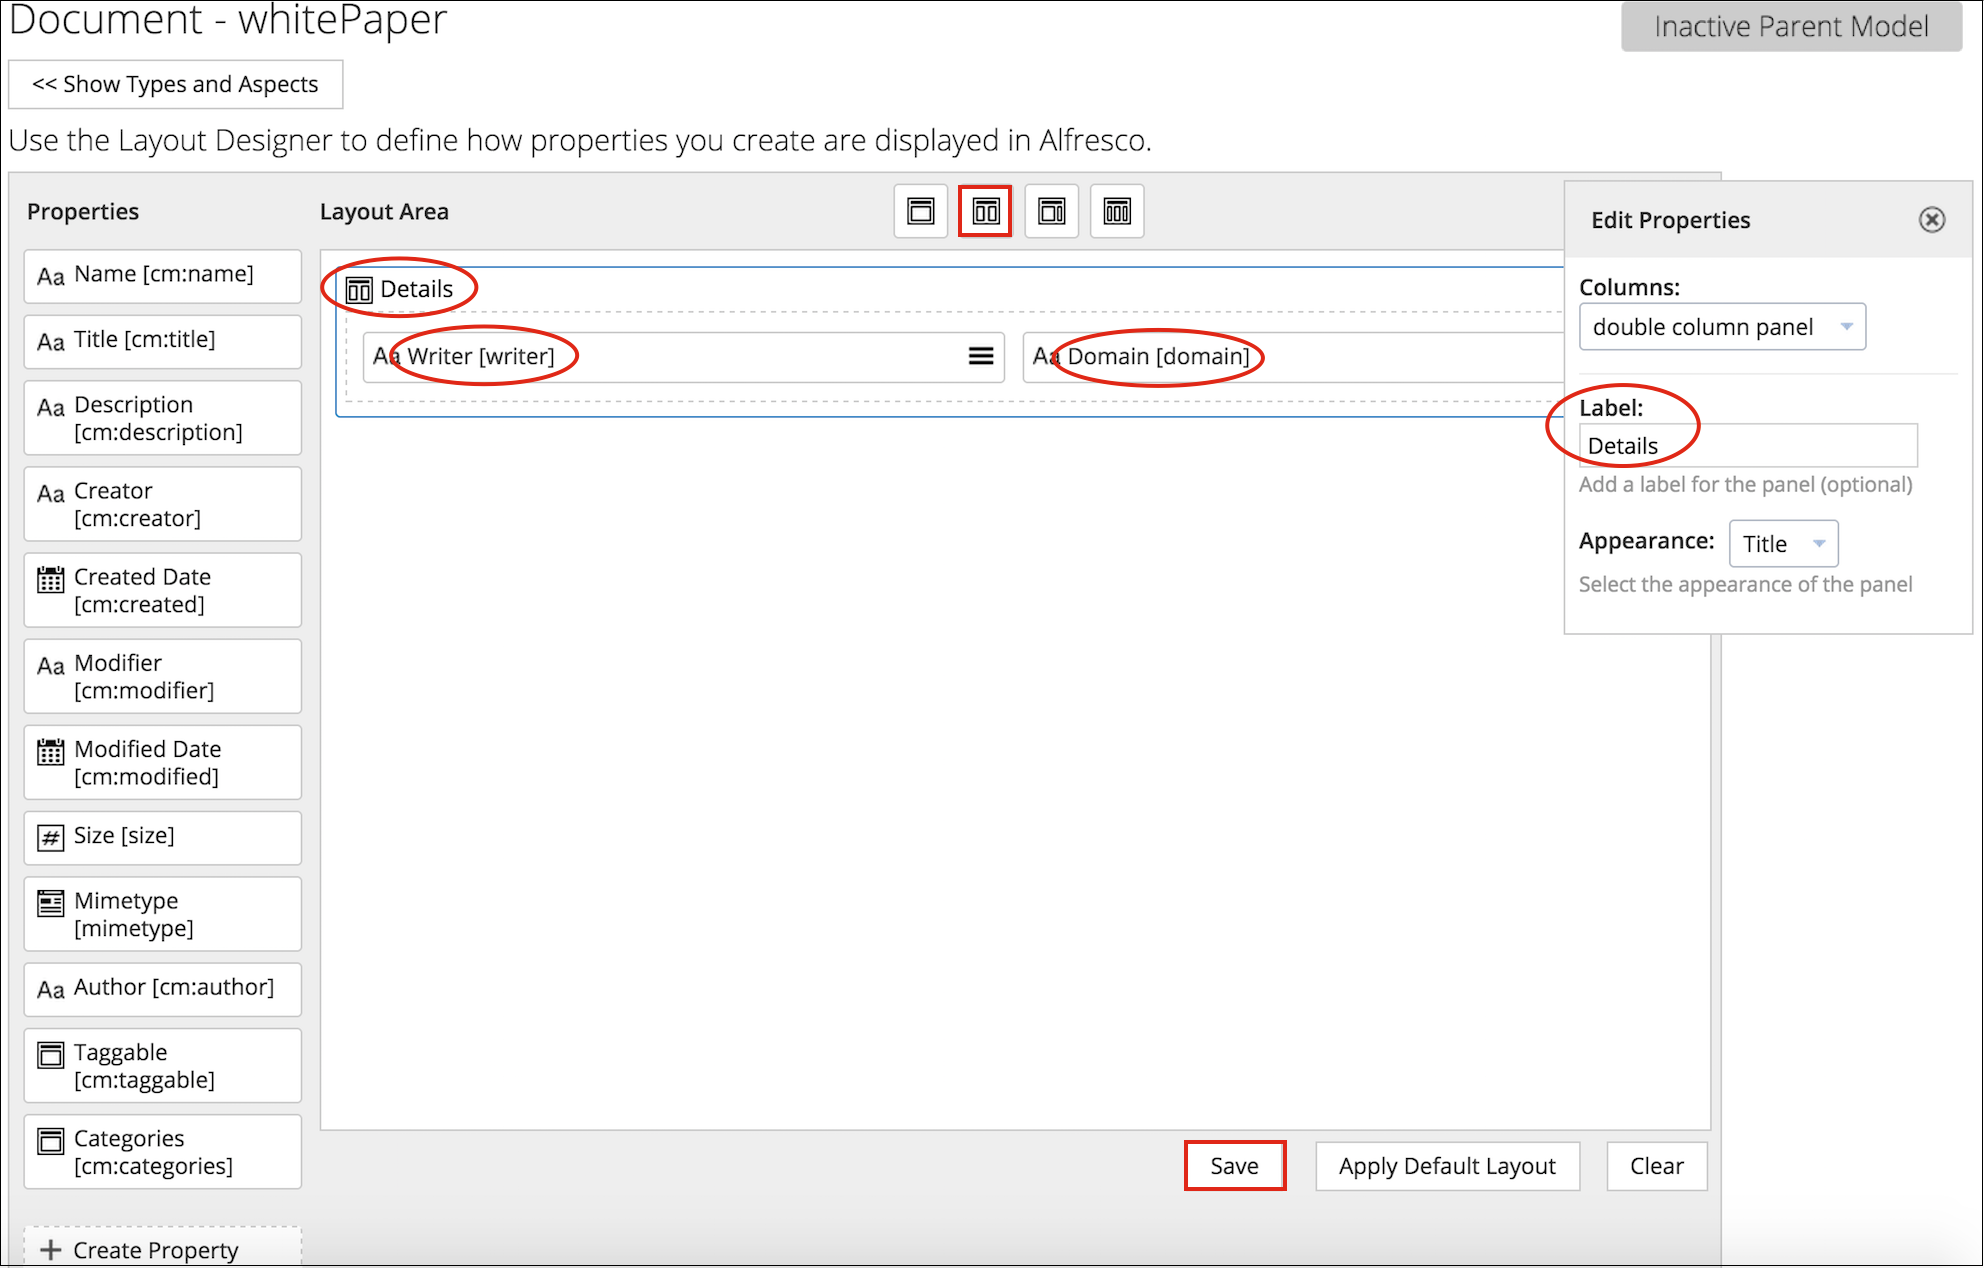 Document - whitePaper
Inactive Parent Model
<< Show Types and Aspects
Use the Layout Designer to define how properties you create are displayed in Alfresco.
Properties
Layout Area
Aa Name [cm:name]
Aa Title [cm:title]
Aa Description
[cm:description]
Aa Creator
[cm:creator]
Created Date
[cm:created]
Aa Modifier
[cm:modifier]
Modified Date
[cm:modified]
# Size [size]
Mimetype
[mimetype]
Aa Author [cm:author]
Taggable
[cm:taggable]
Categories
[cm:categories]
+ Create Property
Details
Aa Writer [writer]
Aa Domain [domain]
Edit Properties
Columns:
double column panel
Label:
Details
Add a label for the panel (optional)
Appearance: Title
Select the appearance of the panel
Save
Apply Default Layout
Clear